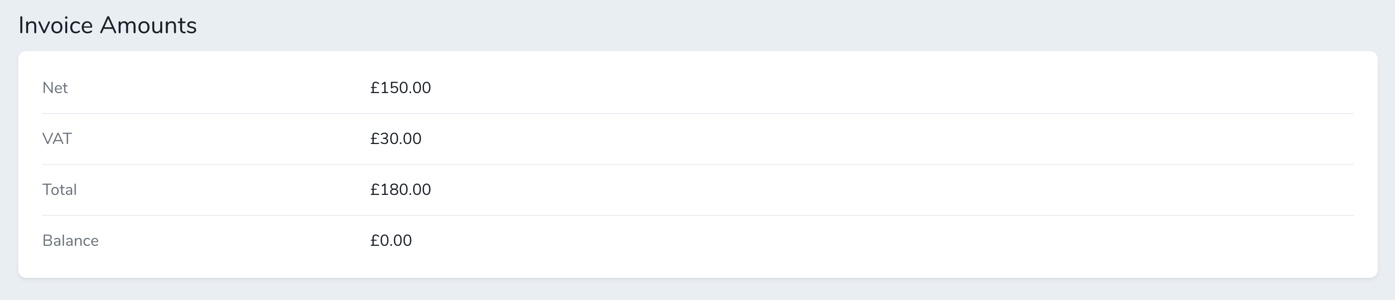 Invoice Amounts
Net £150.00
VAT £30.00
Total £180.00
Balance £0.00